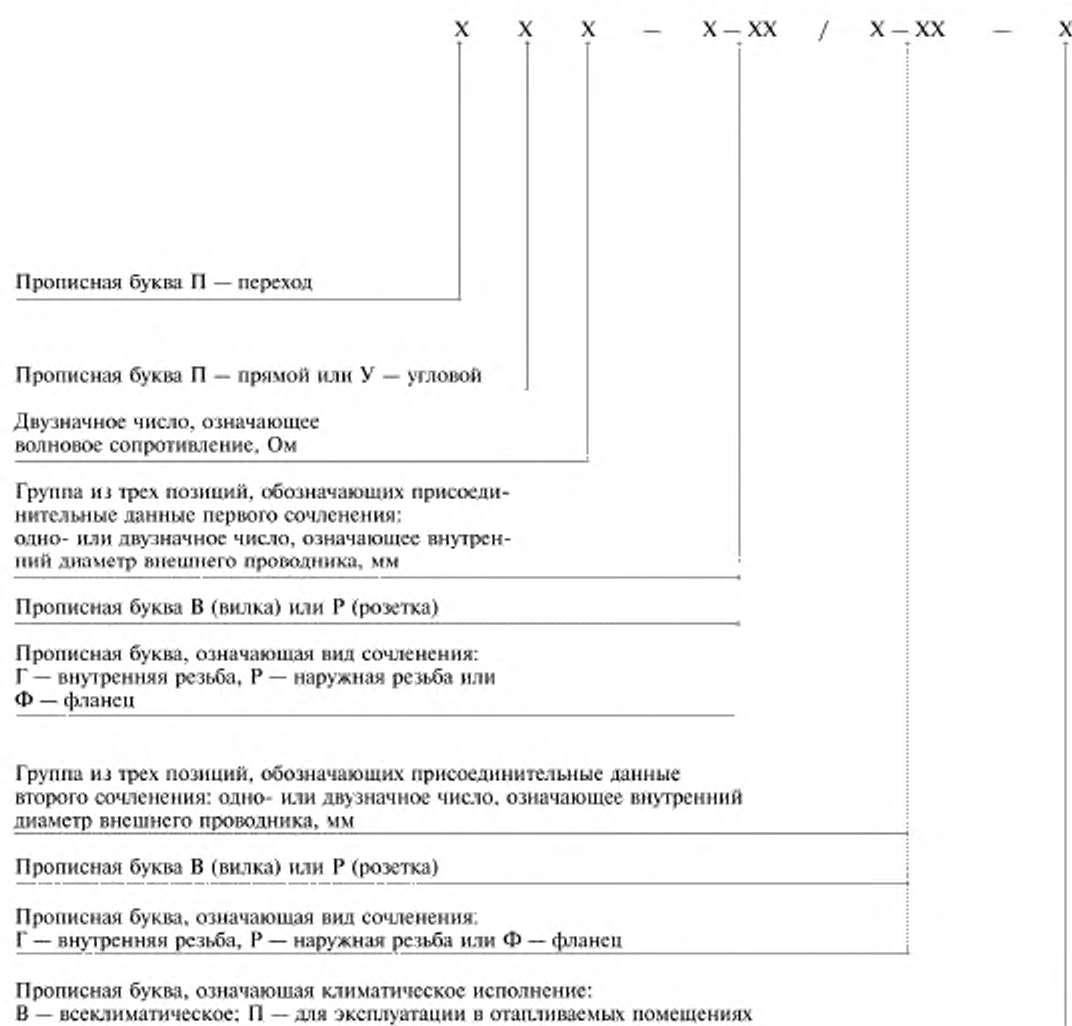 X X X — X – XX / X – XX — X
Прописная буква П — переход
Прописная буква П — прямой или У — угловой
Двузначное число, означающее
волновое сопротивление, Ом
Группа из трех позиций, обозначающих присоеди-
нительные данные первого сочленения:
одно- или двузначное число, означающее внутрен-
ний диаметр внешнего проводника, мм
Прописная буква В (вилка) или Р (розетка)
Прописная буква, означающая вид сочленения:
Г — внутренняя резьба, Р — наружная резьба или
Ф — фланец
Группа из трех позиций, обозначающих присоединительные данные
второго сочленения: одно- или двузначное число, означающее внутренний
диаметр внешнего проводника, мм
Прописная буква В (вилка) или Р (розетка)
Прописная буква, означающая вид сочленения:
Г — внутренняя резьба, Р — наружная резьба или Ф — фланец
Прописная буква, означающая климатическое исполнение:
В — всеклиматическое; П — для эксплуатации в отапливаемых помещениях